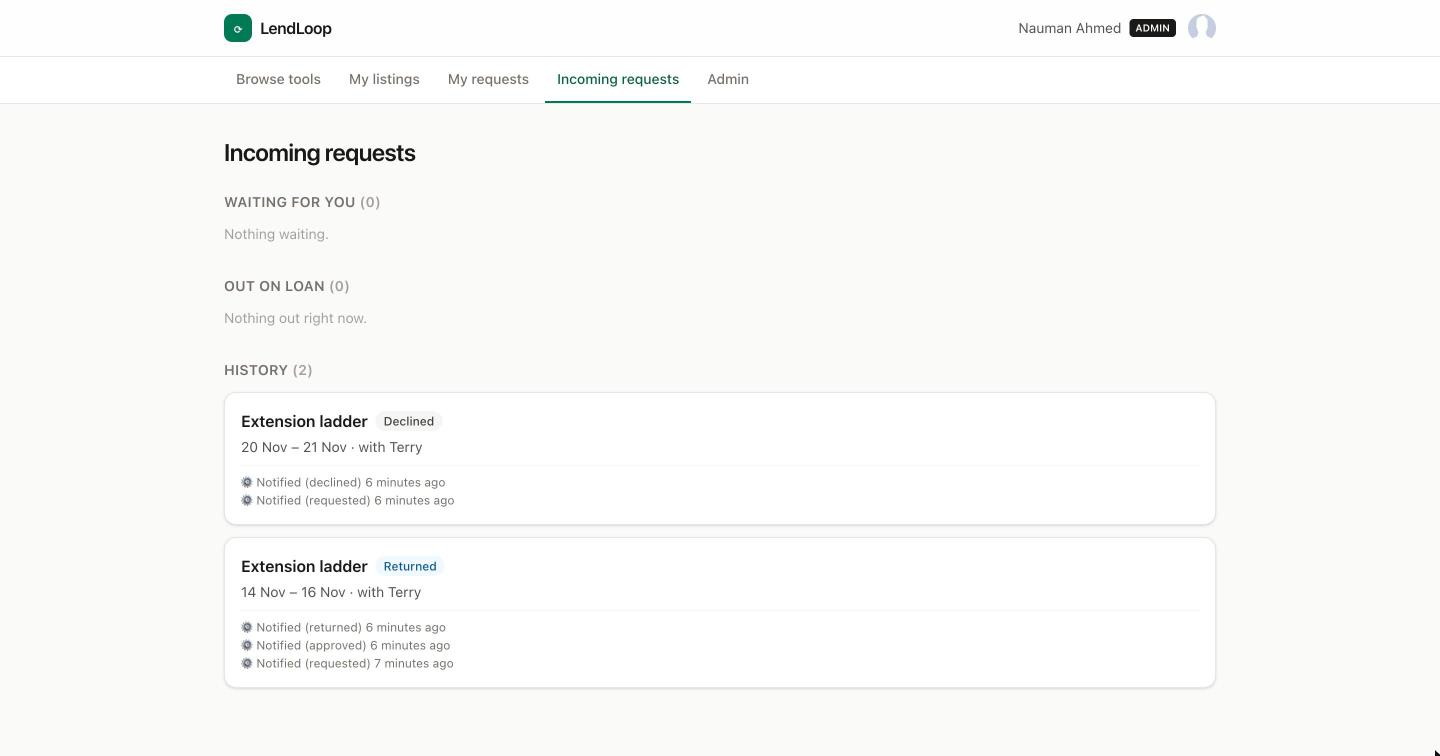 LendLoop
Nauman Ahmed ADMIN
Browse tools My listings My requests Incoming requests Admin
Incoming requests
WAITING FOR YOU (0)
Nothing waiting.
OUT ON LOAN (0)
Nothing out right now.
HISTORY (2)
Extension ladder Declined
20 Nov – 21 Nov · with Terry
Notified (declined) 6 minutes ago
Notified (requested) 6 minutes ago
Extension ladder Returned
14 Nov – 16 Nov · with Terry
Notified (returned) 6 minutes ago
Notified (approved) 6 minutes ago
Notified (requested) 7 minutes ago